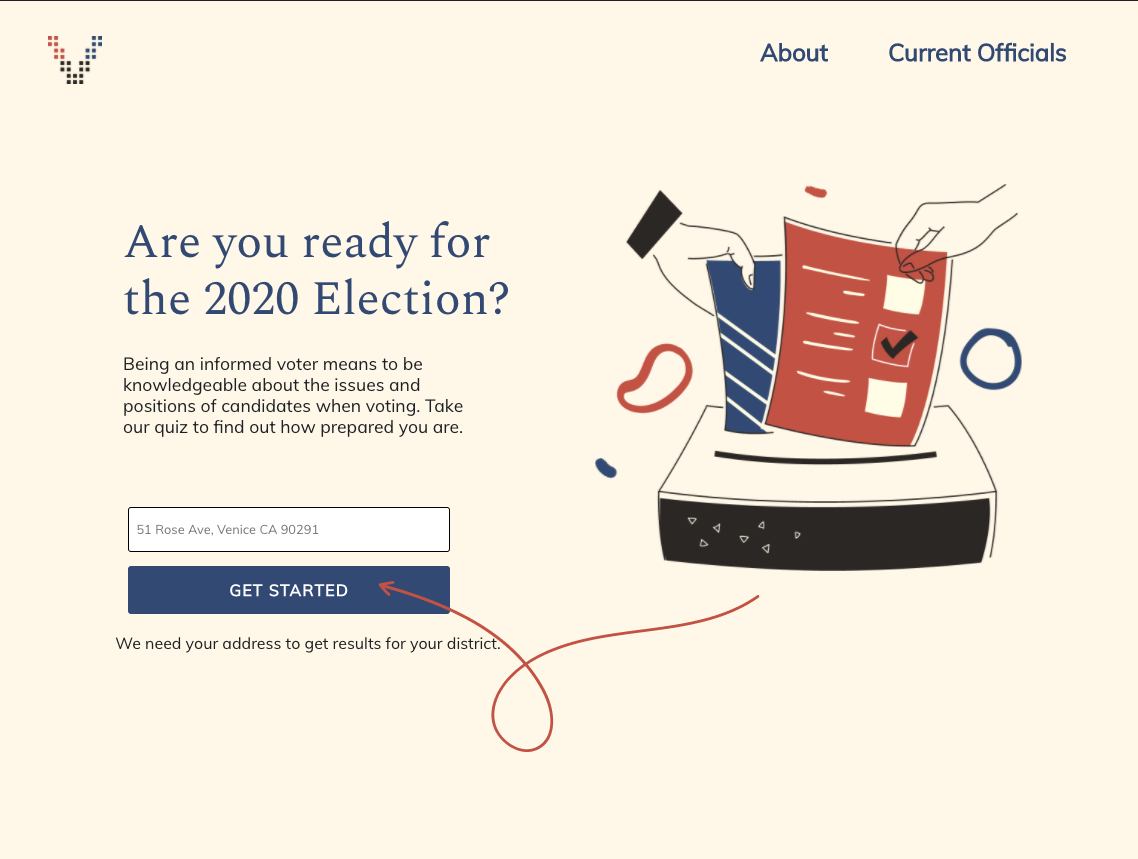 About
Current Officials
Are you ready for
the 2020 Election?
Being an informed voter means to be
knowledgeable about the issues and
positions of candidates when voting. Take
our quiz to find out how prepared you are.
51 Rose Ave, Venice CA 90291
GET STARTED
We need your address to get results for your district.